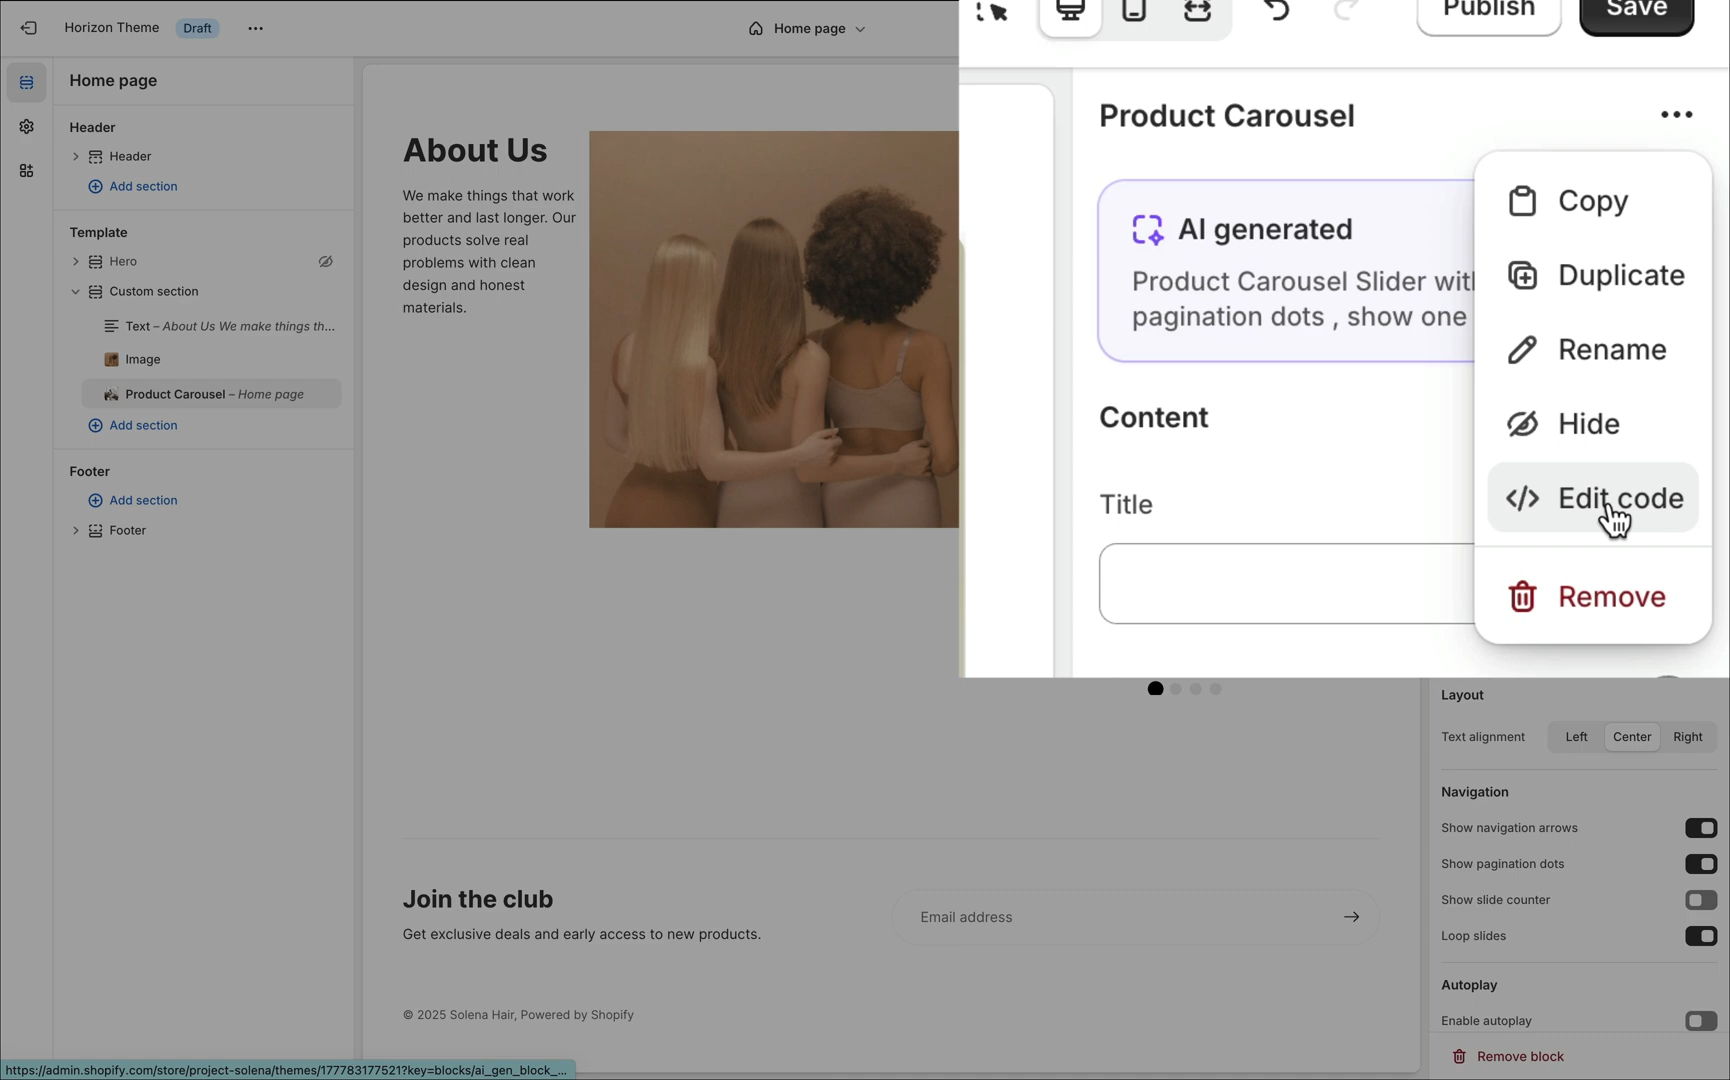 Horizon Theme
Draft
Home page
Publish
Save
Home page
Header
Header
Add section
Template
Hero
Custom section
Text – About Us We make things th...
Image
Product Carousel – Home page
Add section
Footer
Add section
Footer
About Us
We make things that work
better and last longer. Our
products solve real
problems with clean
design and honest
materials.
Product Carousel
AI generated
Product Carousel Slider with
pagination dots , show one
Content
Title
Copy
Duplicate
Rename
Hide
Edit code
Remove
Layout
Text alignment
Left
Center
Right
Navigation
Show navigation arrows
Show pagination dots
Show slide counter
Loop slides
Autoplay
Enable autoplay
Remove block
Join the club
Get exclusive deals and early access to new products.
Email address
© 2025 Solena Hair, Powered by Shopify
https://admin.shopify.com/store/project-solena/themes/177783177521?key=blocks/ai_gen_block_...